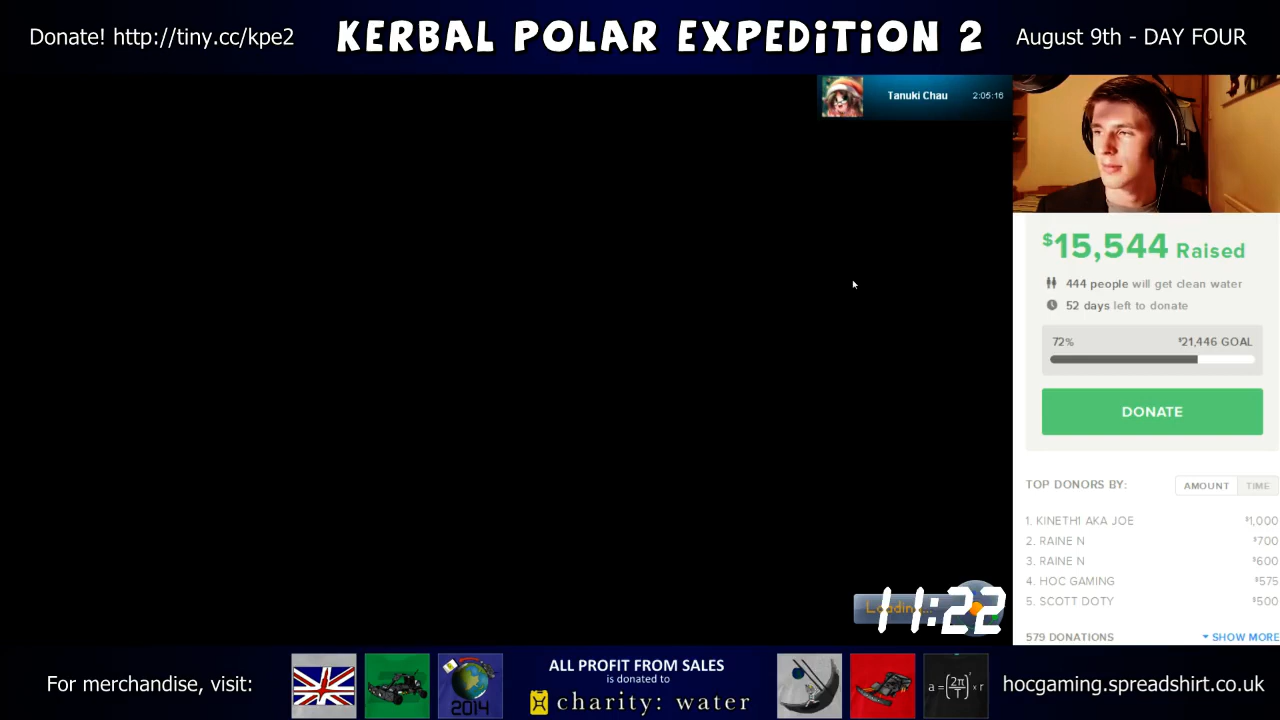 Donate! http://tiny.cc/kpe2
KERBAL POLAR EXPEDITION 2
August 9th - DAY FOUR
Tanuki Chau
2:05:16
$15,544 Raised
444 people will get clean water
52 days left to donate
72%
$21,446 GOAL
DONATE
TOP DONORS BY:
AMOUNT
TIME
1. KINETH1 AKA JOE $1,000
2. RAINE N $700
3. RAINE N $600
4. HOC GAMING $575
5. SCOTT DOTY $500
579 DONATIONS
SHOW MORE
Loading...
11:22
For merchandise, visit:
2014
ALL PROFIT FROM SALES
is donated to
charity: water
a = (2π/T)² × r
hocgaming.spreadshirt.co.uk